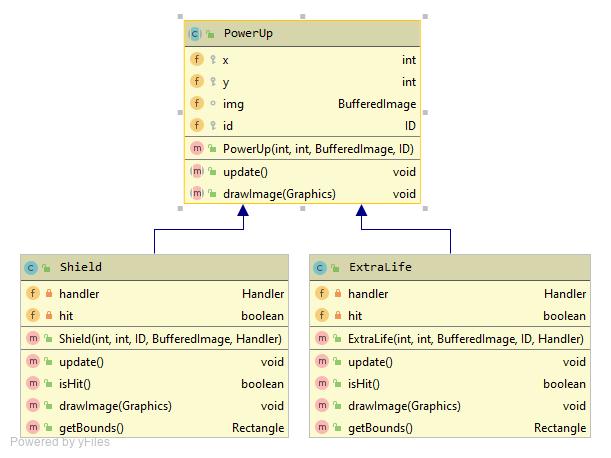 PowerUp
x int
y int
img BufferedImage
id ID
PowerUp(int, int, BufferedImage, ID)
update() void
drawImage(Graphics) void
Shield
handler Handler
hit boolean
Shield(int, int, ID, BufferedImage, Handler)
update() void
isHit() boolean
drawImage(Graphics) void
getBounds() Rectangle
ExtraLife
handler Handler
hit boolean
ExtraLife(int, int, BufferedImage, ID, Handler)
update() void
isHit() boolean
drawImage(Graphics) void
getBounds() Rectangle
Powered by yFiles